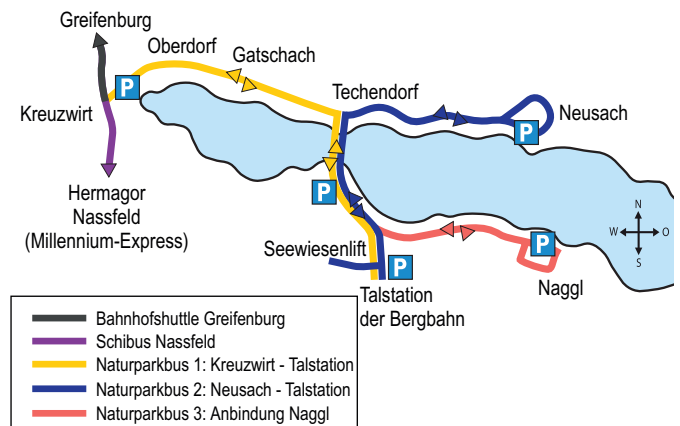 Greifenburg
Oberdorf
Gatschach
Techendorf
Neusach
P
P
Kreuzwirt
Hermagor
Nassfeld
(Millennium-Express)
P
N
W O
S
Seewiesenlift
P
P
Naggl
Talstation
der Bergbahn
Bahnhofshuttle Greifenburg
Schibus Nassfeld
Naturparkbus 1: Kreuzwirt - Talstation
Naturparkbus 2: Neusach - Talstation
Naturparkbus 3: Anbindung Naggl